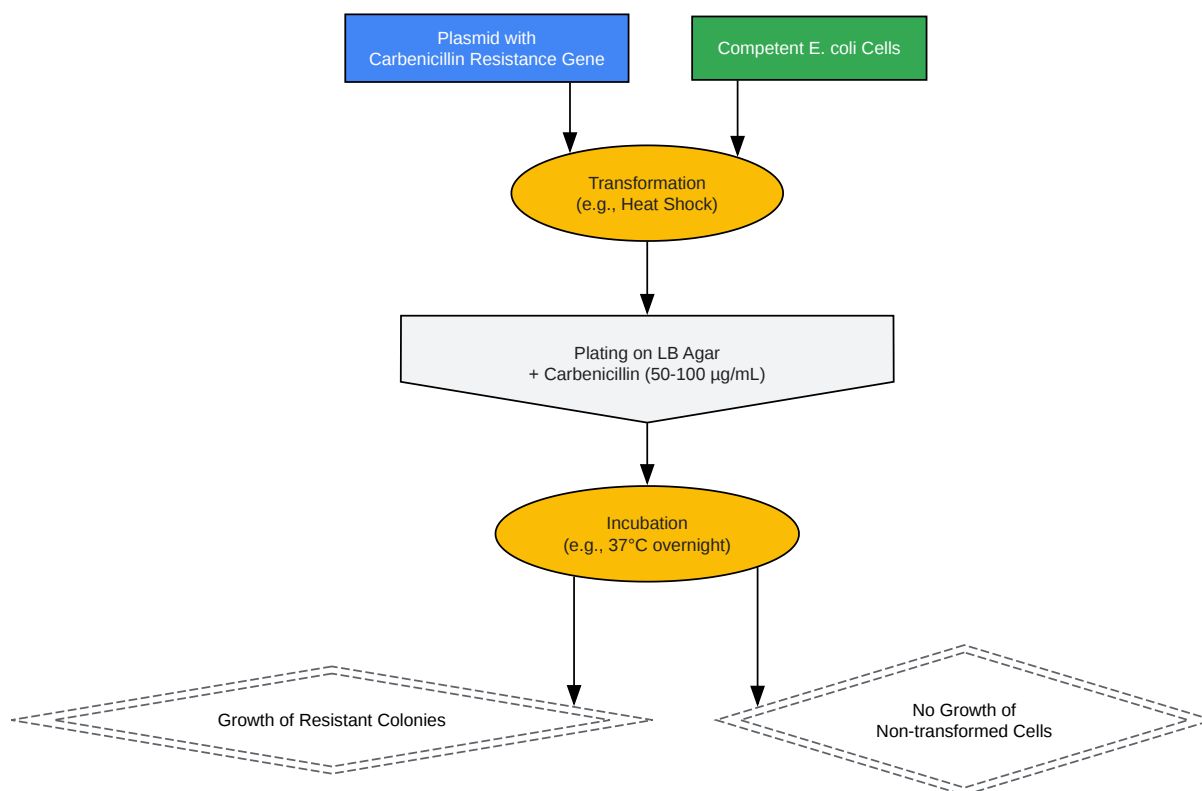 Plasmid with
Carbenicillin Resistance Gene
Competent E. coli Cells
Transformation
(e.g., Heat Shock)
Plating on LB Agar
+ Carbenicillin (50-100 µg/mL)
Incubation
(e.g., 37°C overnight)
Growth of Resistant Colonies
No Growth of
Non-transformed Cells